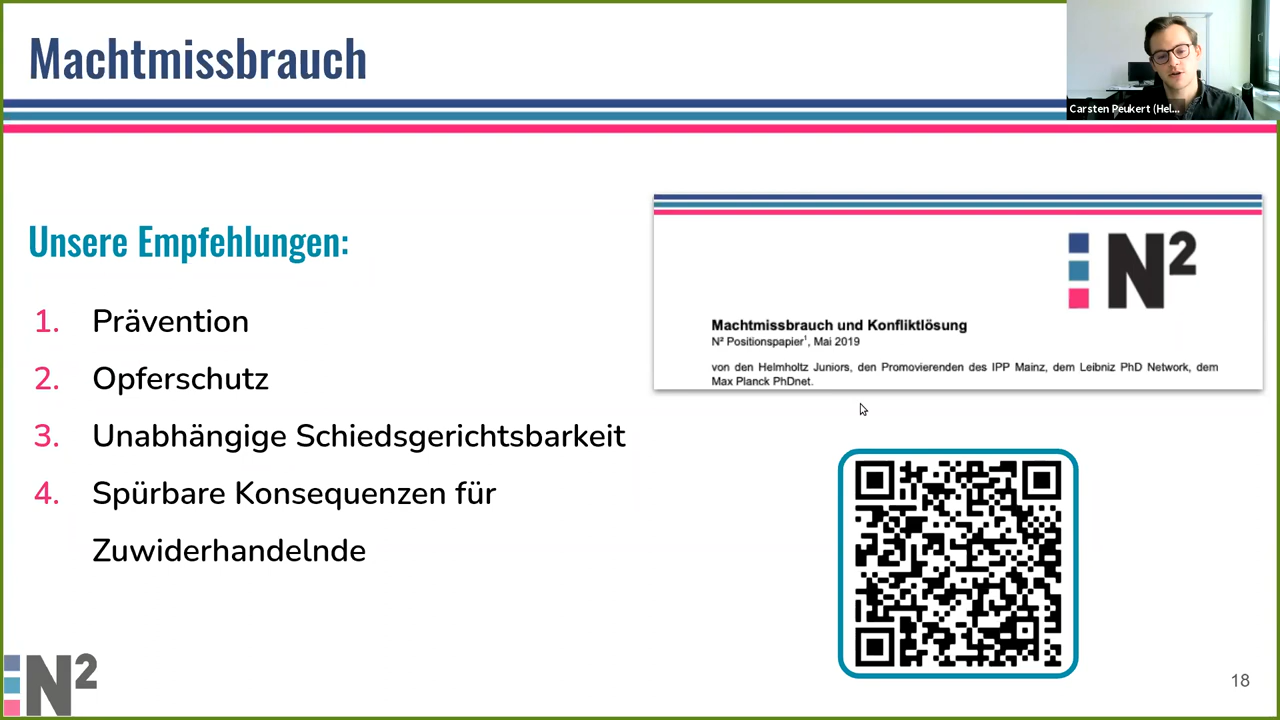 Machtmissbrauch
Carsten Peukert (Hel...
Unsere Empfehlungen:
1. Prävention
2. Opferschutz
3. Unabhängige Schiedsgerichtsbarkeit
4. Spürbare Konsequenzen für
Zuwiderhandelnde
N²
Machtmissbrauch und Konfliktlösung
N² Positionspapier¹, Mai 2019
von den Helmholtz Juniors, den Promovierenden des IPP Mainz, dem Leibniz PhD Network, dem
Max Planck PhDnet.
N²
18